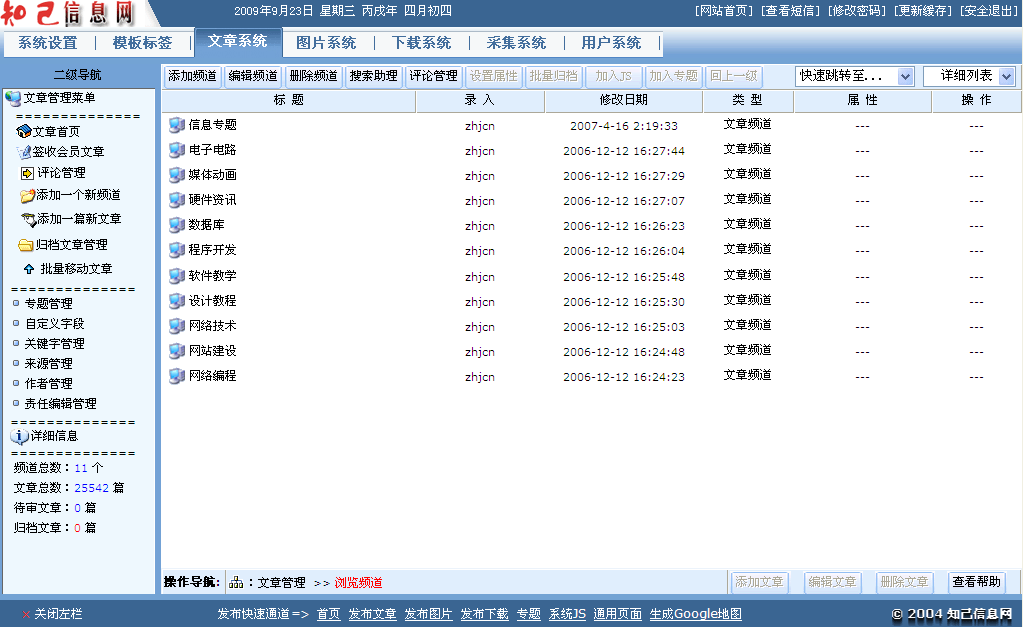 知己信息网 2009年9月23日 星期三 丙戌年 四月初四 [网站首页] [查看短信] [修改密码] [更新缓存] [安全退出]
系统设置 | 模板标签 | 文章系统 图片系统 | 下载系统 | 采集系统 | 用户系统 |
二级导航
文章管理菜单
==============
文章首页
签收会员文章
评论管理
添加一个新频道
添加一篇新文章
归档文章管理
批量移动文章
==============
专题管理
自定义字段
关键字管理
来源管理
作者管理
责任编辑管理
==============
详细信息
==============
频道总数：11 个
文章总数：25542 篇
待审文章：0 篇
归档文章：0 篇
添加频道 编辑频道 删除频道 搜索助理 评论管理 设置属性 批量归档 加入JS 加入专题 回上一级 快速跳转至... 详细列表
标 题 录 入 修改日期 类 型 属 性 操 作
信息专题 zhjcn 2007-4-16 2:19:33 文章频道 --- ---
电子电路 zhjcn 2006-12-12 16:27:44 文章频道 --- ---
媒体动画 zhjcn 2006-12-12 16:27:29 文章频道 --- ---
硬件资讯 zhjcn 2006-12-12 16:27:07 文章频道 --- ---
数据库 zhjcn 2006-12-12 16:26:23 文章频道 --- ---
程序开发 zhjcn 2006-12-12 16:26:04 文章频道 --- ---
软件教学 zhjcn 2006-12-12 16:25:48 文章频道 --- ---
设计教程 zhjcn 2006-12-12 16:25:30 文章频道 --- ---
网络技术 zhjcn 2006-12-12 16:25:03 文章频道 --- ---
网站建设 zhjcn 2006-12-12 16:24:48 文章频道 --- ---
网络编程 zhjcn 2006-12-12 16:24:23 文章频道 --- ---
操作导航: ：文章管理 >> 浏览频道 添加文章 编辑文章 删除文章 查看帮助
× 关闭左栏 发布快速通道=> 首页 发布文章 发布图片 发布下载 专题 系统JS 通用页面 生成Google地图 © 2004 知己信息网